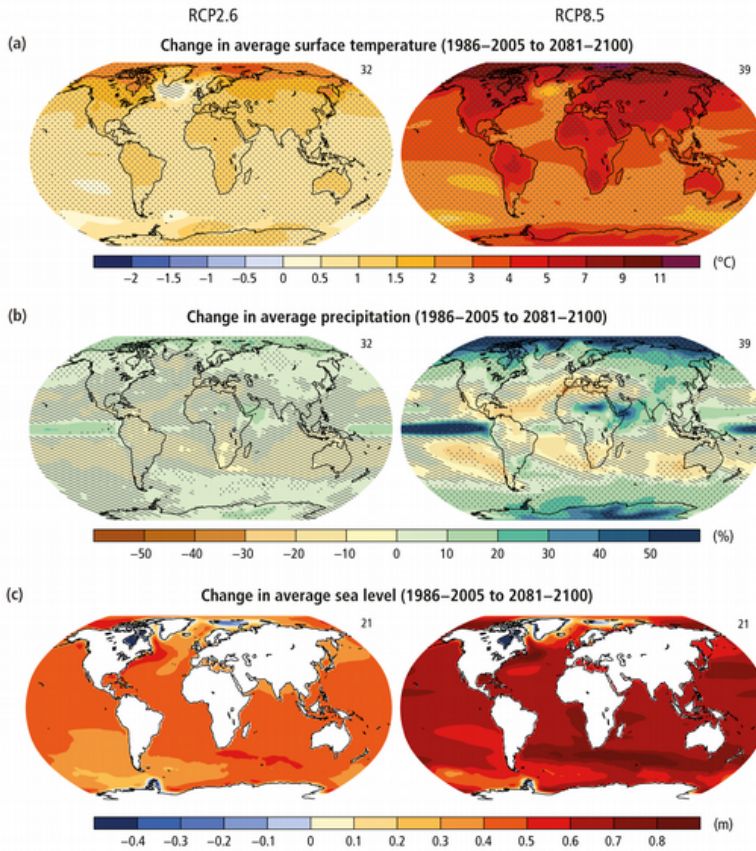 RCP2.6 RCP8.5
(a) Change in average surface temperature (1986–2005 to 2081–2100)
32 39
−2 −1.5 −1 −0.5 0 0.5 1 1.5 2 3 4 5 7 9 11 (°C)
(b) Change in average precipitation (1986–2005 to 2081–2100)
32 39
−50 −40 −30 −20 −10 0 10 20 30 40 50 (%)
(c) Change in average sea level (1986–2005 to 2081–2100)
21 21
−0.4 −0.3 −0.2 −0.1 0 0.1 0.2 0.3 0.4 0.5 0.6 0.7 0.8 (m)